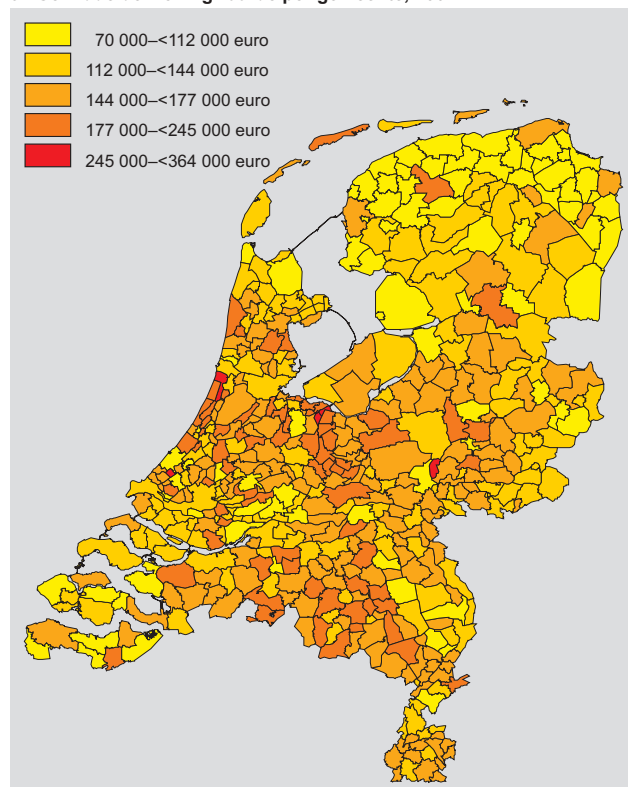 70 000–<112 000 euro
112 000–<144 000 euro
144 000–<177 000 euro
177 000–<245 000 euro
245 000–<364 000 euro